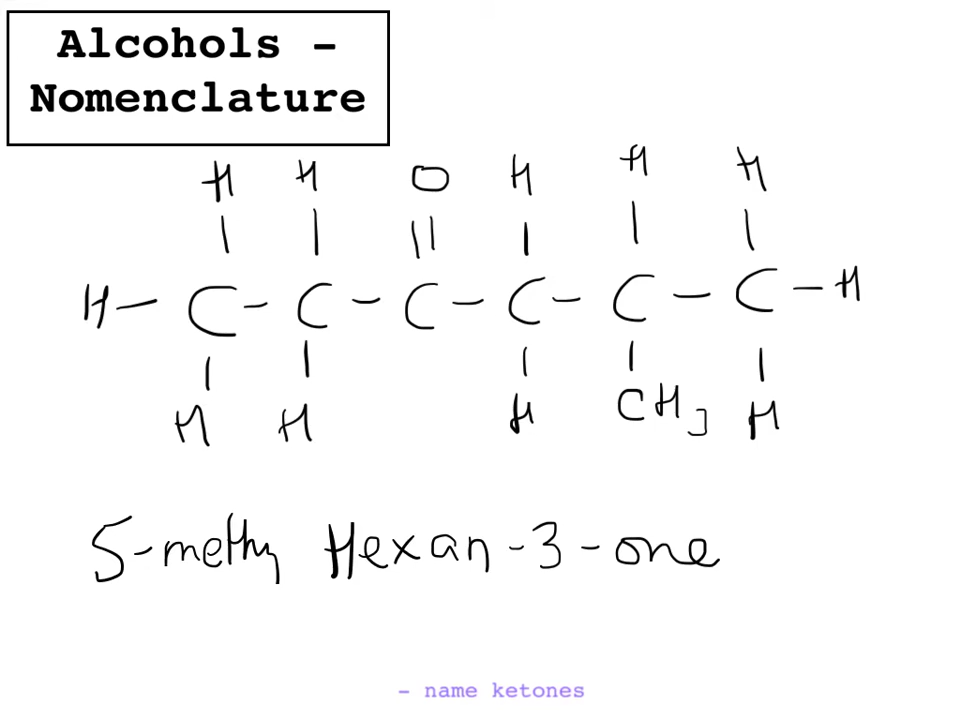 Alcohols –
Nomenclature
H H O H H H
| | || | | |
H – C – C – C – C – C – C – H
| | | | |
H H H CH3 H
5-methy Hexan-3-one
- name ketones